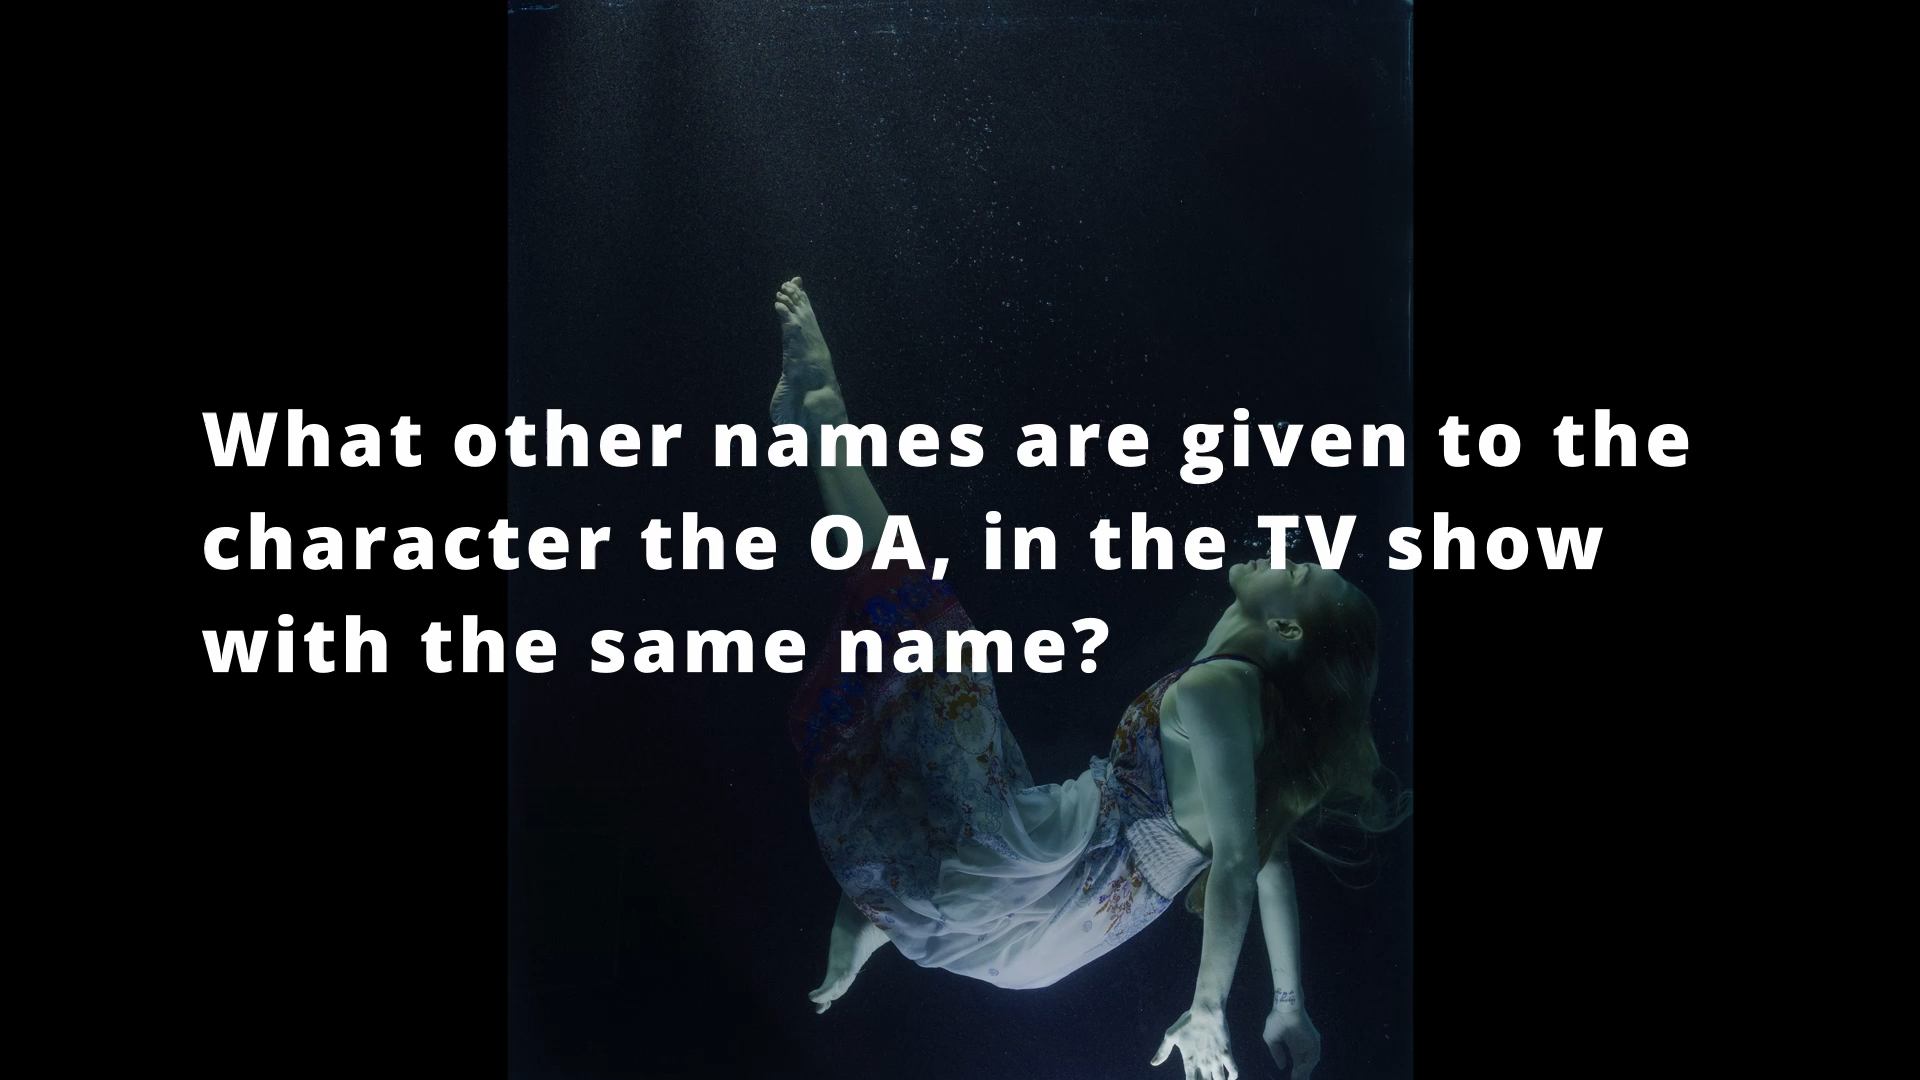 What other names are given to the
character the OA, in the TV show
with the same name?